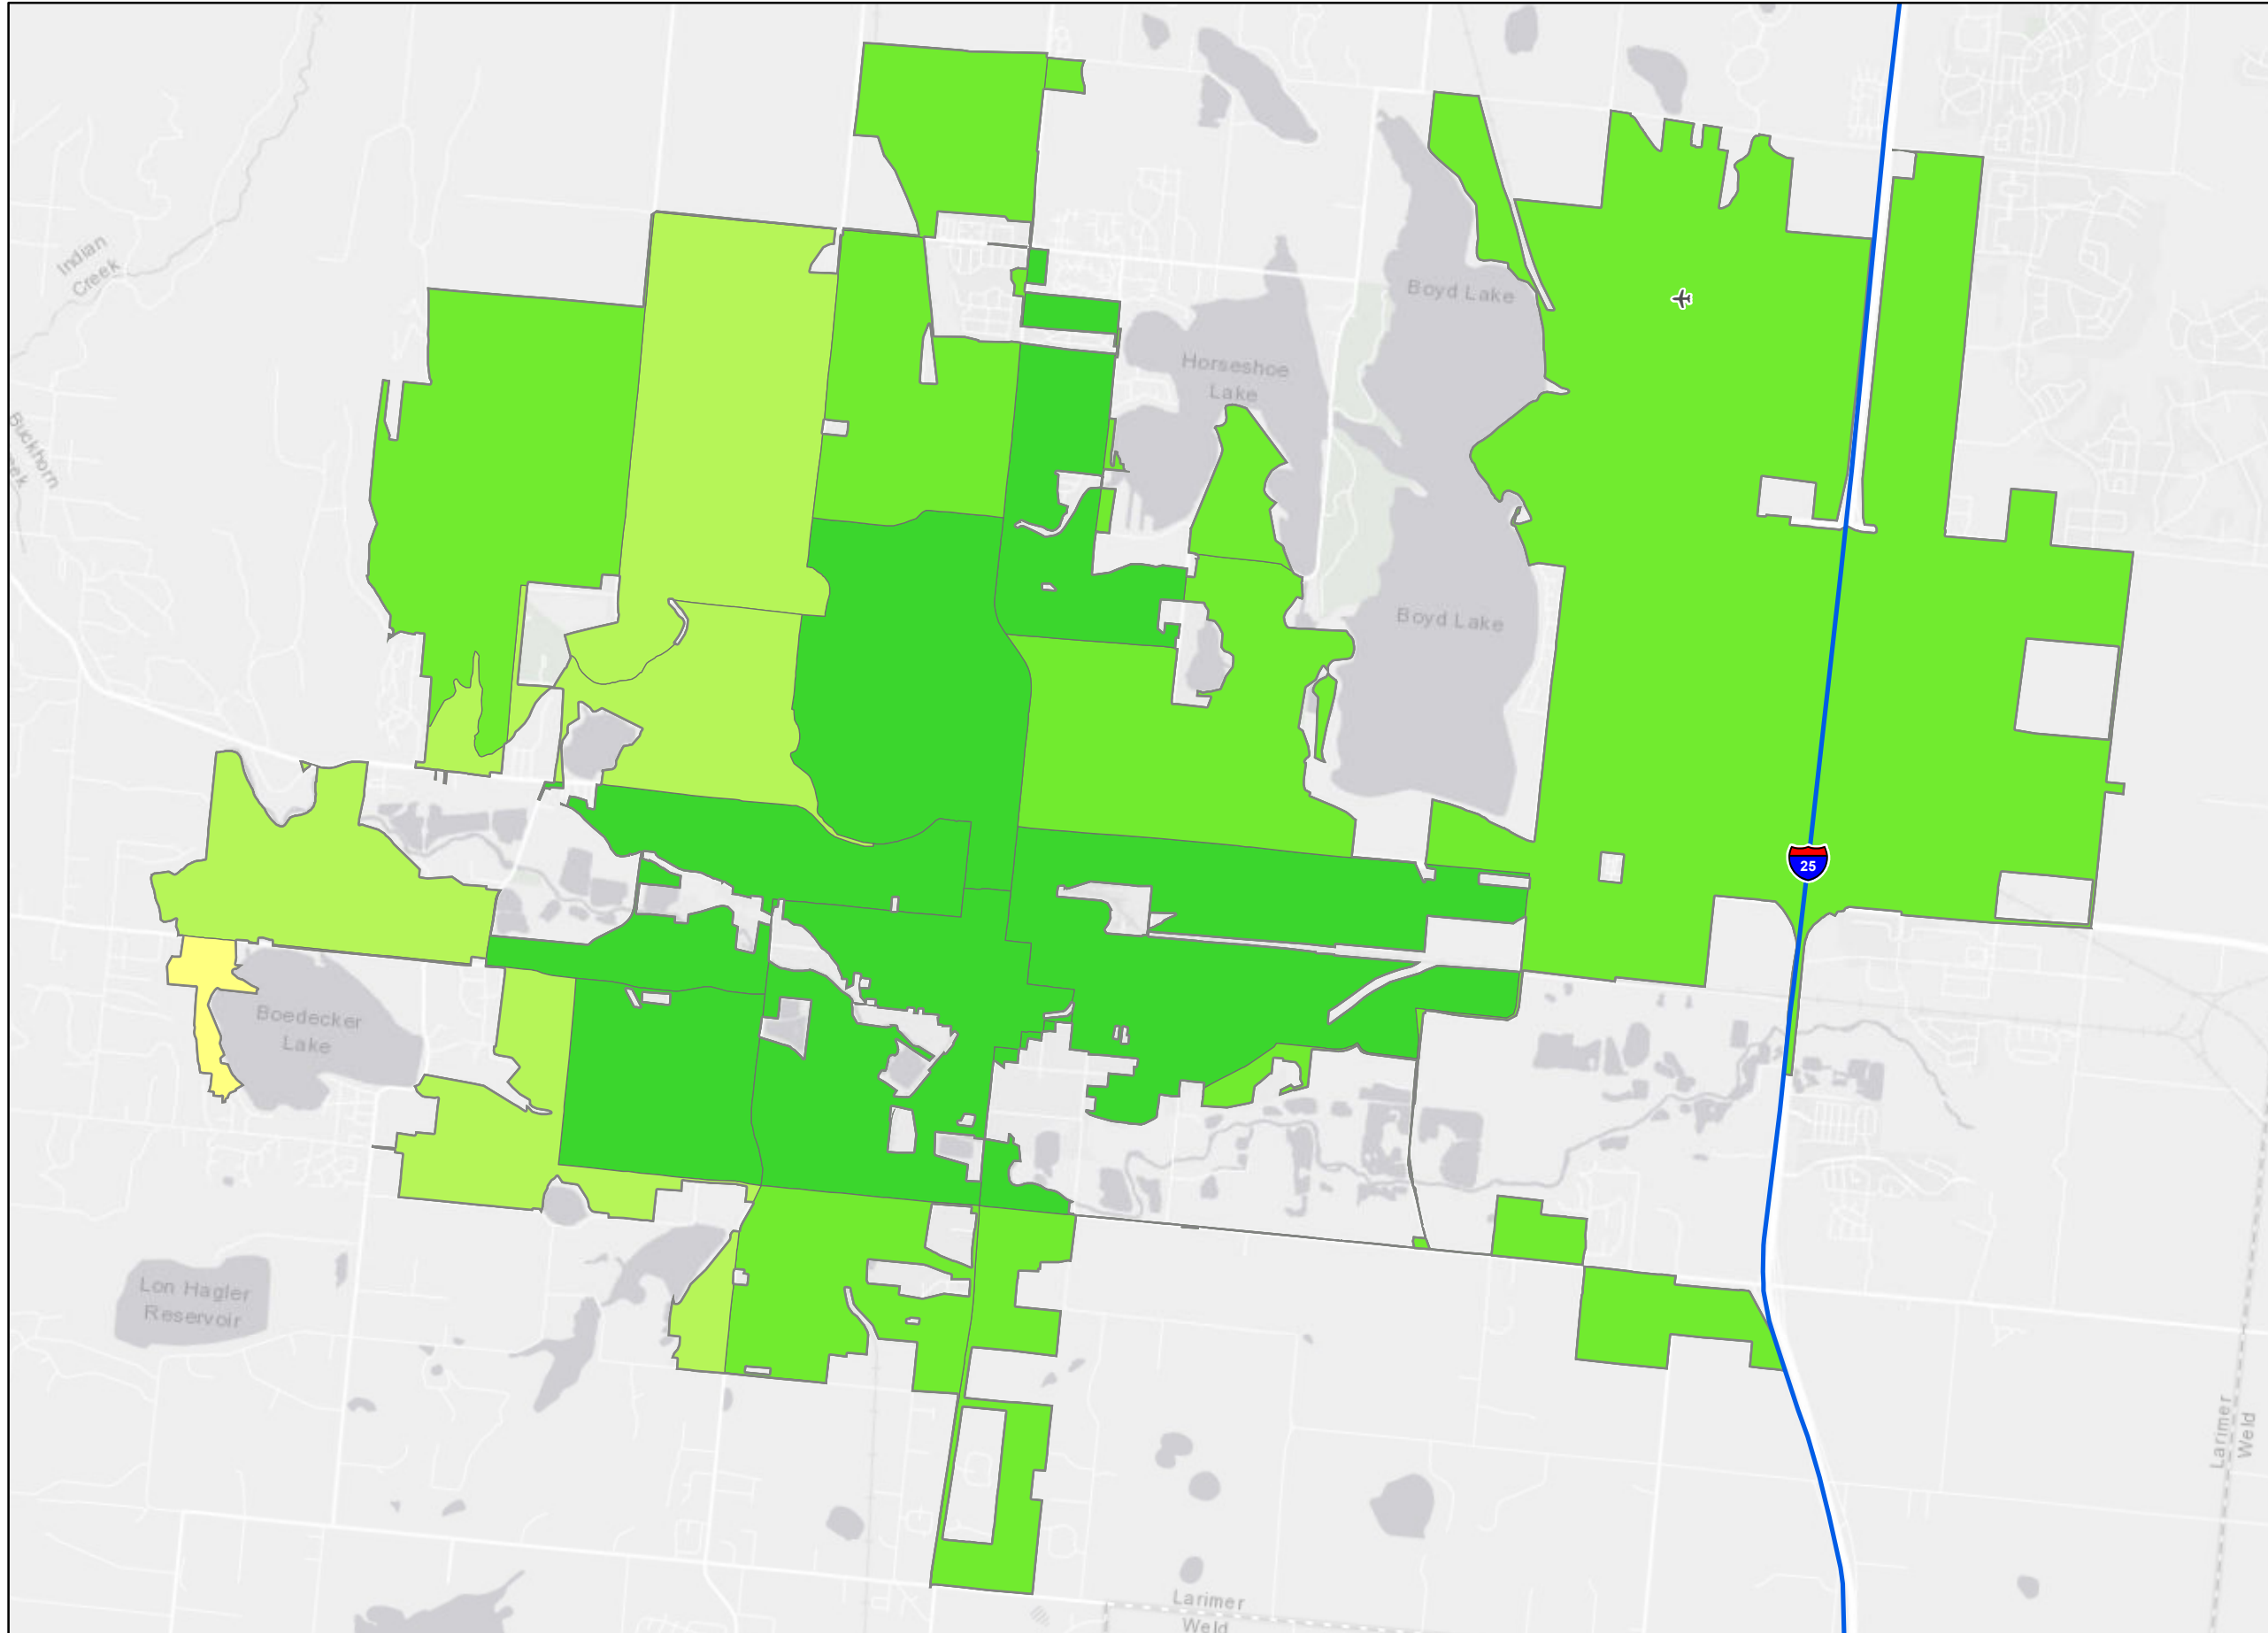 Indian
Creek
Boyd Lake
Horseshoe
Lake
Buckhorn
Boyd Lake
25
Boedecker
Lake
Lon Hagler
Reservoir
Larimer
Weld
Larimer
Weld